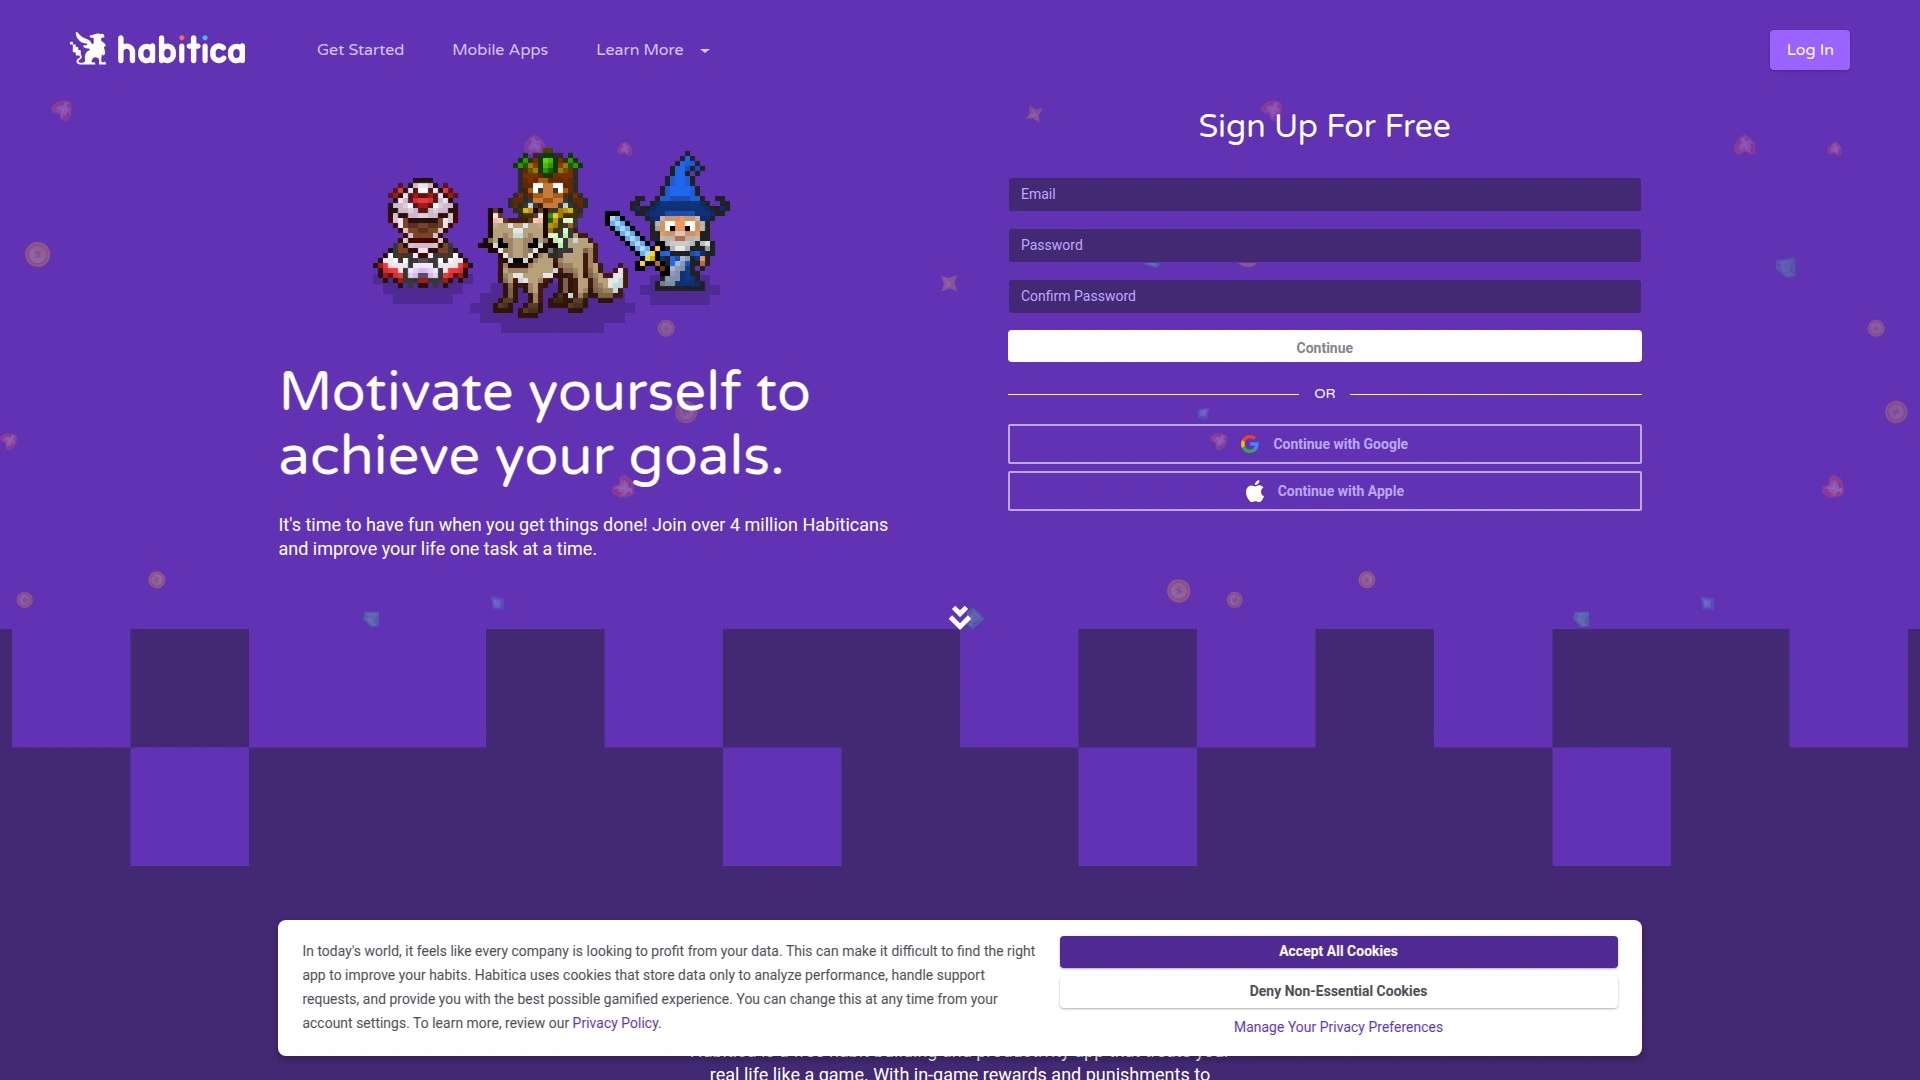 habitica
Get Started
Mobile Apps
Learn More
Log In
Sign Up For Free
Email
Password
Confirm Password
Continue
OR
Continue with Google
Continue with Apple
Motivate yourself to
achieve your goals.
It's time to have fun when you get things done! Join over 4 million Habiticans
and improve your life one task at a time.
In today's world, it feels like every company is looking to profit from your data. This can make it difficult to find the right
app to improve your habits. Habitica uses cookies that store data only to analyze performance, handle support
requests, and provide you with the best possible gamified experience. You can change this at any time from your
account settings. To learn more, review our Privacy Policy.
Accept All Cookies
Deny Non-Essential Cookies
Manage Your Privacy Preferences
real life like a game. With in-game rewards and punishments to